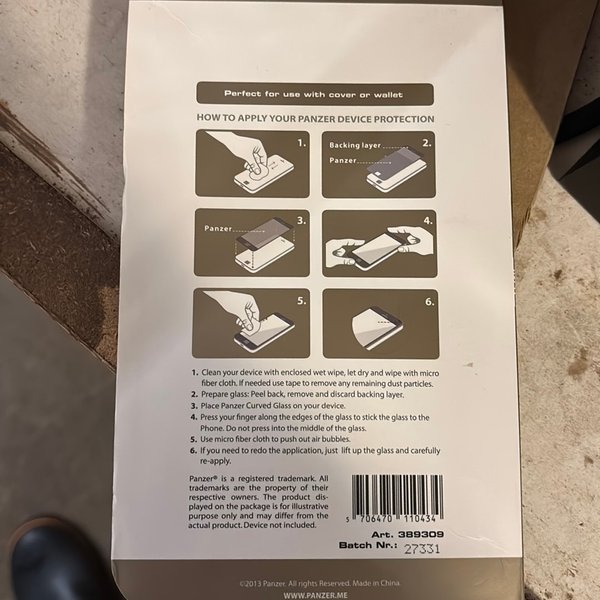 Perfect for use with cover or wallet
HOW TO APPLY YOUR PANZER DEVICE PROTECTION
1.
Backing layer
2.
Panzer
Panzer
3.
4.
5.
6.
1. Clean your device with enclosed wet wipe, let dry and wipe with micro
fiber cloth. If needed use tape to remove any remaining dust particles.
2. Prepare glass: Peel back, remove and discard backing layer.
3. Place Panzer Curved Glass on your device.
4. Press your finger along the edges of the glass to stick the glass to the
Phone. Do not press into the middle of the glass.
5. Use micro fiber cloth to push out air bubbles.
6. If you need to redo the application, just lift up the glass and carefully
re-apply.
Panzer® is a registered trademark. All
trademarks are the property of their
respective owners. The product dis-
played on the package is for illustrative
purpose only and may differ from the
actual product. Device not included.
5 706470 110434
Art. 389309
Batch Nr.: 27331
©2013 Panzer. All rights Reserved. Made in China.
WWW.PANZER.ME